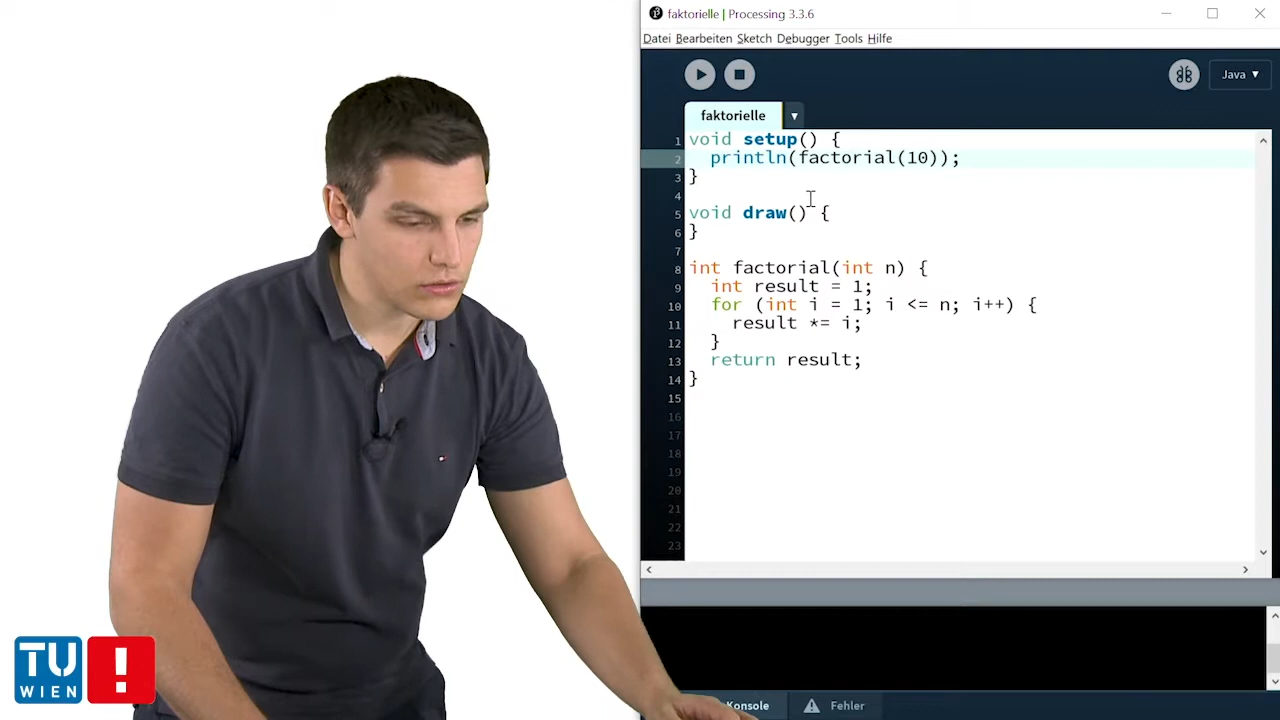 faktorielle | Processing 3.3.6
Datei Bearbeiten Sketch Debugger Tools Hilfe
Java ▼
faktorielle ▼
1 void setup() {
2 println(factorial(10));
3 }
4
5 void draw() {
6 }
7
8 int factorial(int n) {
9 int result = 1;
10 for (int i = 1; i <= n; i++) {
11 result *= i;
12 }
13 return result;
14 }
15
16
17
18
19
20
21
22
23
Konsole Fehler
TU !
WIEN